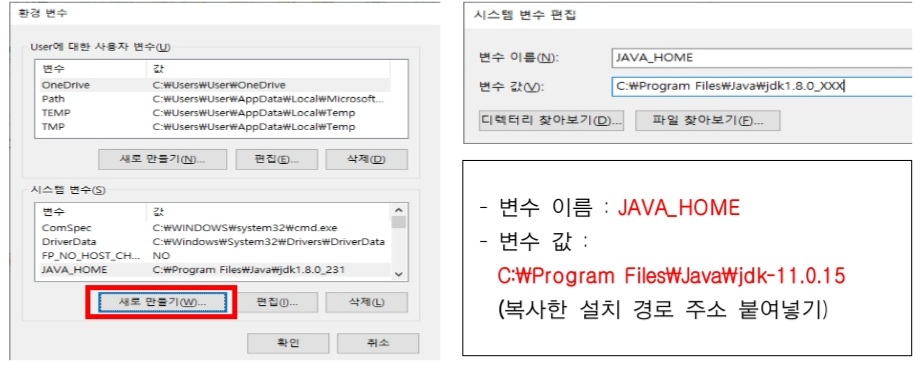 환경 변수
User에 대한 사용자 변수(U)
변수 값
OneDrive C:₩Users₩User₩OneDrive
Path C:₩Users₩User₩AppData₩Local₩Microsoft...
TEMP C:₩Users₩User₩AppData₩Local₩Temp
TMP C:₩Users₩User₩AppData₩Local₩Temp
새로 만들기(N)... 편집(E)... 삭제(D)
시스템 변수(S)
변수 값
ComSpec C:₩WINDOWS₩system32₩cmd.exe
DriverData C:₩Windows₩System32₩Drivers₩DriverData
FP_NO_HOST_CH... NO
JAVA_HOME C:₩Program Files₩Java₩jdk1.8.0_231
새로 만들기(W)... 편집(I)... 삭제(L)
확인 취소
시스템 변수 편집
변수 이름(N): JAVA_HOME
변수 값(V): C:₩Program Files₩Java₩jdk1.8.0_XXX
디렉터리 찾아보기(D)... 파일 찾아보기(F)...
- 변수 이름 : JAVA_HOME
- 변수 값 :
C:₩Program Files₩Java₩jdk-11.0.15
(복사한 설치 경로 주소 붙여넣기)